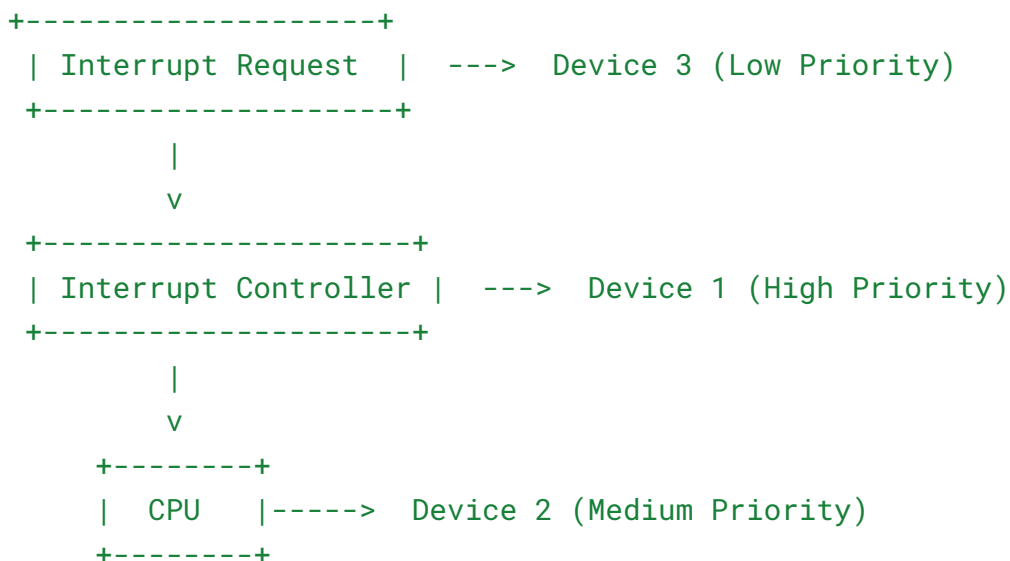 +-------------------+
| Interrupt Request | ---> Device 3 (Low Priority)
+--------------------+
|
v
+---------------------+
| Interrupt Controller | ---> Device 1 (High Priority)
+---------------------+
|
v
+--------+
| CPU |-----> Device 2 (Medium Priority)
+--------+